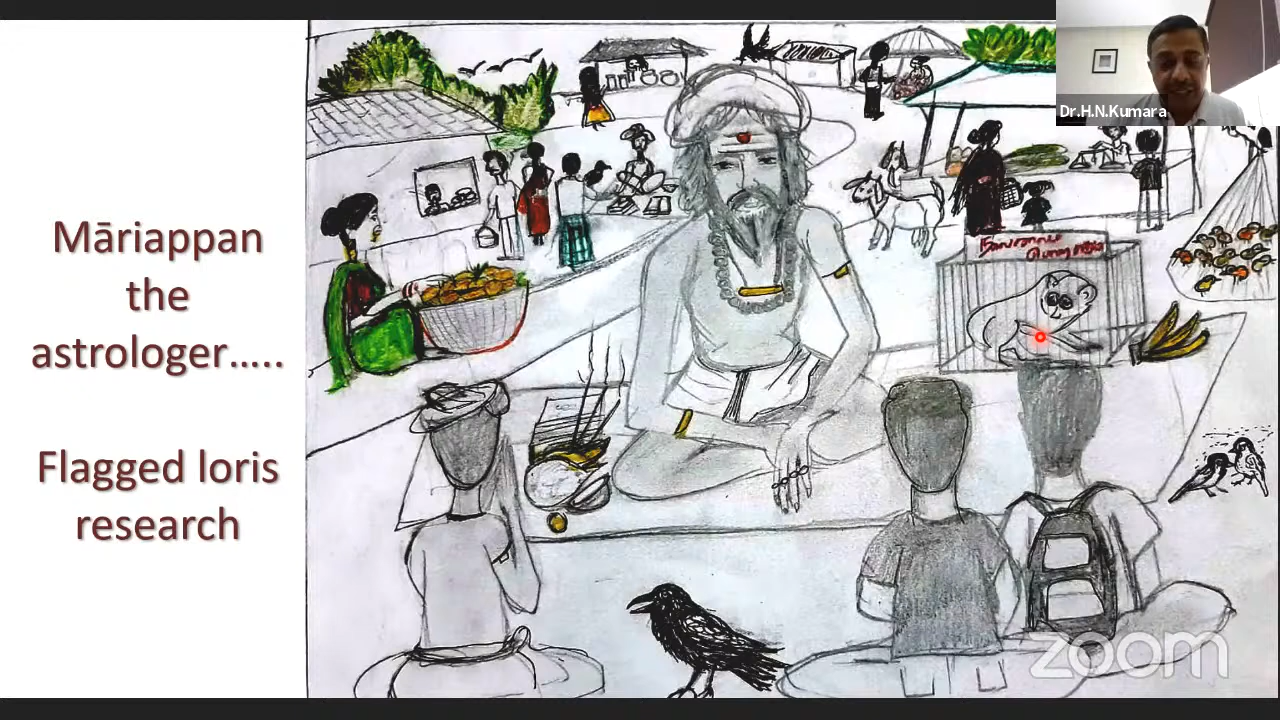 Māriappan
the
astrologer.....
Flagged loris
research
Dr.H.N.Kumara
zoom